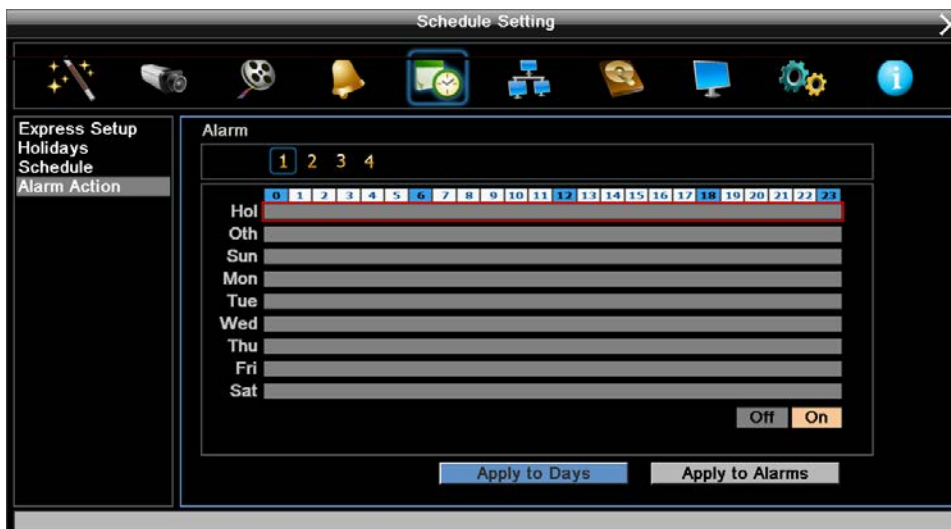 Schedule Setting
Express Setup
Holidays
Schedule
Alarm Action
Alarm
1 2 3 4
0 1 2 3 4 5 6 7 8 9 10 11 12 13 14 15 16 17 18 19 20 21 22 23
Hol
Oth
Sun
Mon
Tue
Wed
Thu
Fri
Sat
Off On
Apply to Days Apply to Alarms